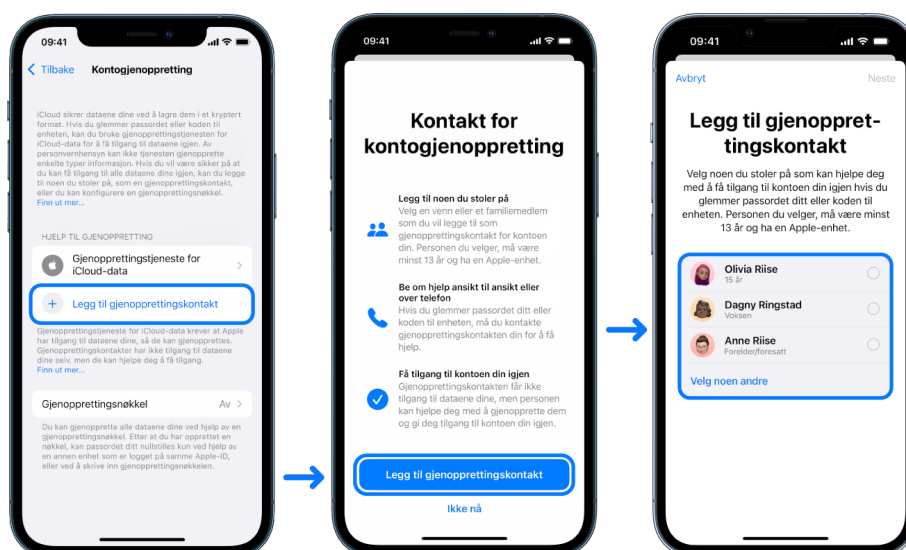 09:41
Tilbake
Kontogjenoppretting
iCloud sikrer dataene dine ved å lagre dem i et kryptert
format. Hvis du glemmer passordet eller koden til
enheten, kan du bruke gjenopprettingstjenesten for
iCloud-data for å få tilgang til dataene igjen. Av
personvernhensyn kan ikke tjenesten gjenopprette
enkelte typer informasjon. Hvis du vil være sikker på at
du kan få tilgang til alle dataene dine igjen, kan du legge
til noen du stoler på, som en gjenopprettingskontakt,
eller du kan konfigurere en gjenopprettingsnøkkel.
Finn ut mer...
HJELP TIL GJENOPPRETTING
Gjenopprettingstjeneste for
iCloud-data
Legg til gjenopprettingskontakt
Gjenopprettingstjeneste for iCloud-data krever at Apple
har tilgang til dataene dine, så de kan gjenopprettes.
Gjenopprettingskontakter har ikke tilgang til dataene
dine selv, men de kan hjelpe deg å få tilgang.
Finn ut mer...
Gjenopprettingsnøkkel Av
Du kan gjenopprette alle dataene dine ved hjelp av en
gjenopprettingsnøkkel. Etter at du har opprettet en
nøkkel, kan passordet ditt nullstilles kun ved hjelp av
en annen enhet som er logget på samme Apple-ID,
eller ved å skrive inn gjenopprettingsnøkkelen.
09:41
Kontakt for
kontogjenoppretting
Legg til noen du stoler på
Velg en venn eller et familiemedlem
som du vil legge til som
gjenopprettingskontakt for kontoen
din. Personen du velger, må være
minst 13 år og ha en Apple-enhet.
Be om hjelp ansikt til ansikt eller
over telefon
Hvis du glemmer passordet ditt eller
koden til enheten, må du kontakte
gjenopprettingskontakten din for å få
hjelp.
Få tilgang til kontoen din igjen
Gjenopprettingskontakten får ikke
tilgang til dataene dine, men personen
kan hjelpe deg med å gjenopprette dem
og gi deg tilgang til kontoen din igjen.
Legg til gjenopprettingskontakt
Ikke nå
09:41
Avbryt
Neste
Legg til gjenoppret-
tingskontakt
Velg noen du stoler på som kan hjelpe deg
med å få tilgang til kontoen din igjen hvis du
glemmer passordet ditt eller koden til
enheten. Personen du velger, må være minst
13 år og ha en Apple-enhet.
Olivia Riise
15 år
Dagny Ringstad
Voksen
Anne Riise
Forelder/foresatt
Velg noen andre